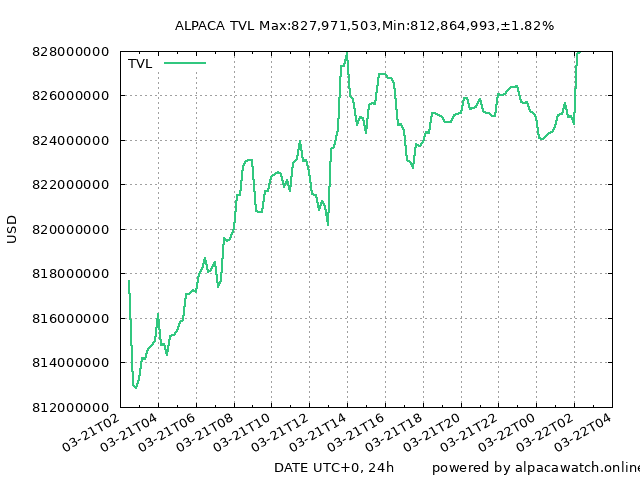 ALPACA TVL Max:827,971,503,Min:812,864,993,±1.82%
TVL
828000000
826000000
824000000
822000000
820000000
818000000
816000000
814000000
812000000
USD
03-21T02
03-21T04
03-21T06
03-21T08
03-21T10
03-21T12
03-21T14
03-21T16
03-21T18
03-21T20
03-21T22
03-22T00
03-22T02
03-22T04
DATE UTC+0, 24h
powered by alpacawatch.online